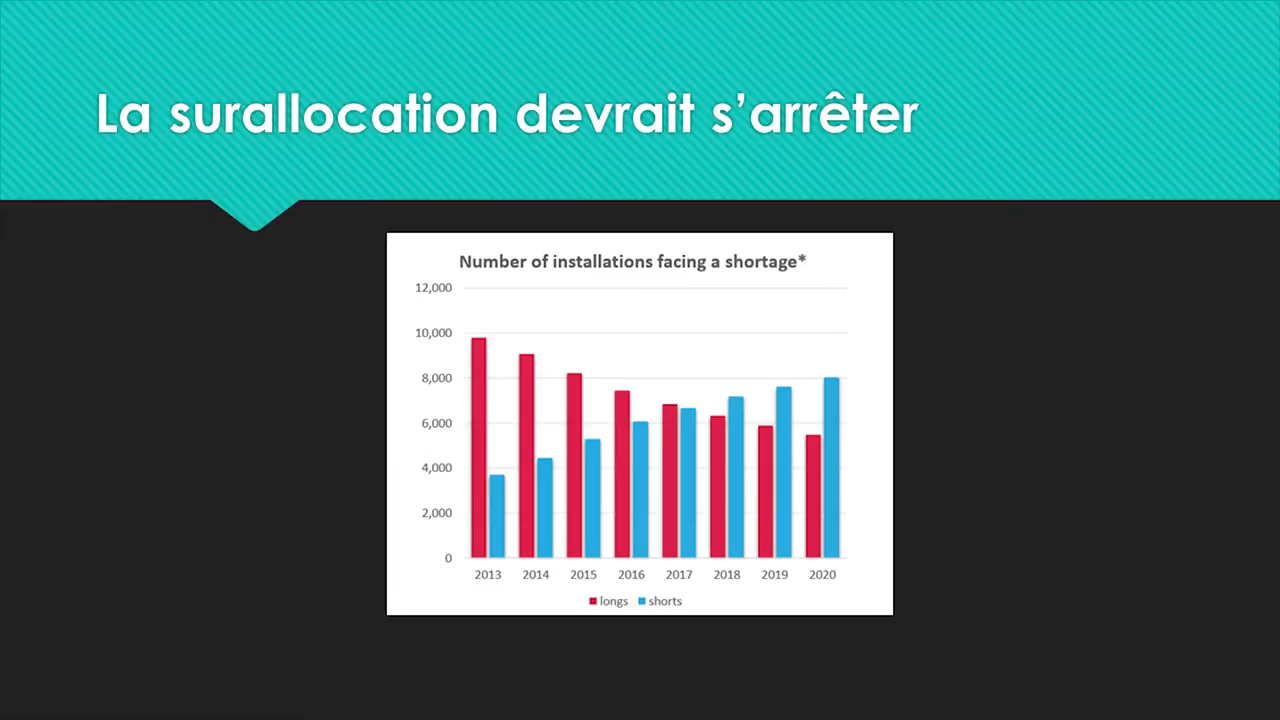 La surallocation devrait s’arrêter
Number of installations facing a shortage*
12,000
10,000
8,000
6,000
4,000
2,000
0
2013 2014 2015 2016 2017 2018 2019 2020
longs shorts